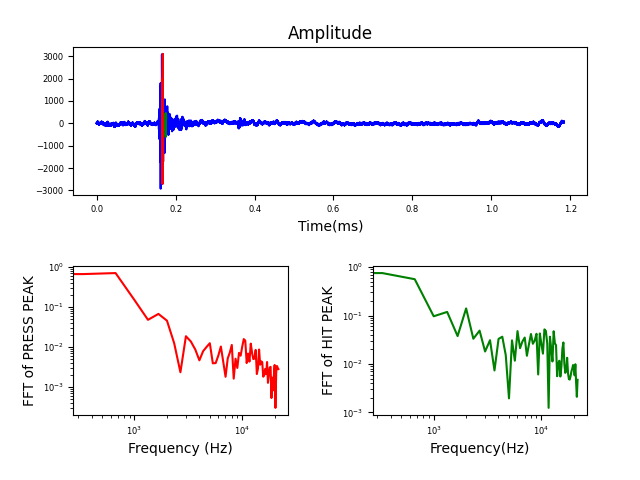 Amplitude
3000
2000
1000
0
−1000
−2000
−3000
0.0 0.2 0.4 0.6 0.8 1.0 1.2
Time(ms)
FFT of PRESS PEAK
10⁰
10⁻¹
10⁻²
10⁻³
10³ 10⁴
Frequency (Hz)
FFT of HIT PEAK
10⁰
10⁻¹
10⁻²
10⁻³
10³ 10⁴
Frequency(Hz)